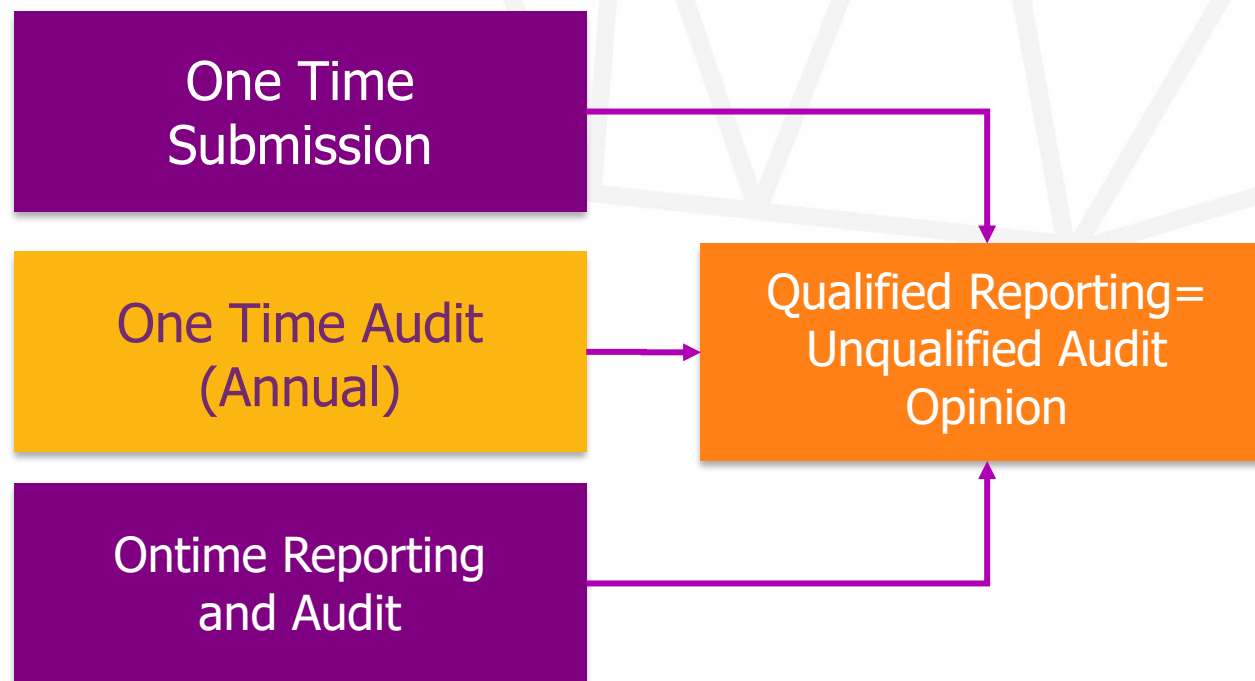 One Time
Submission
One Time Audit
(Annual)
Ontime Reporting
and Audit
Qualified Reporting=
Unqualified Audit
Opinion